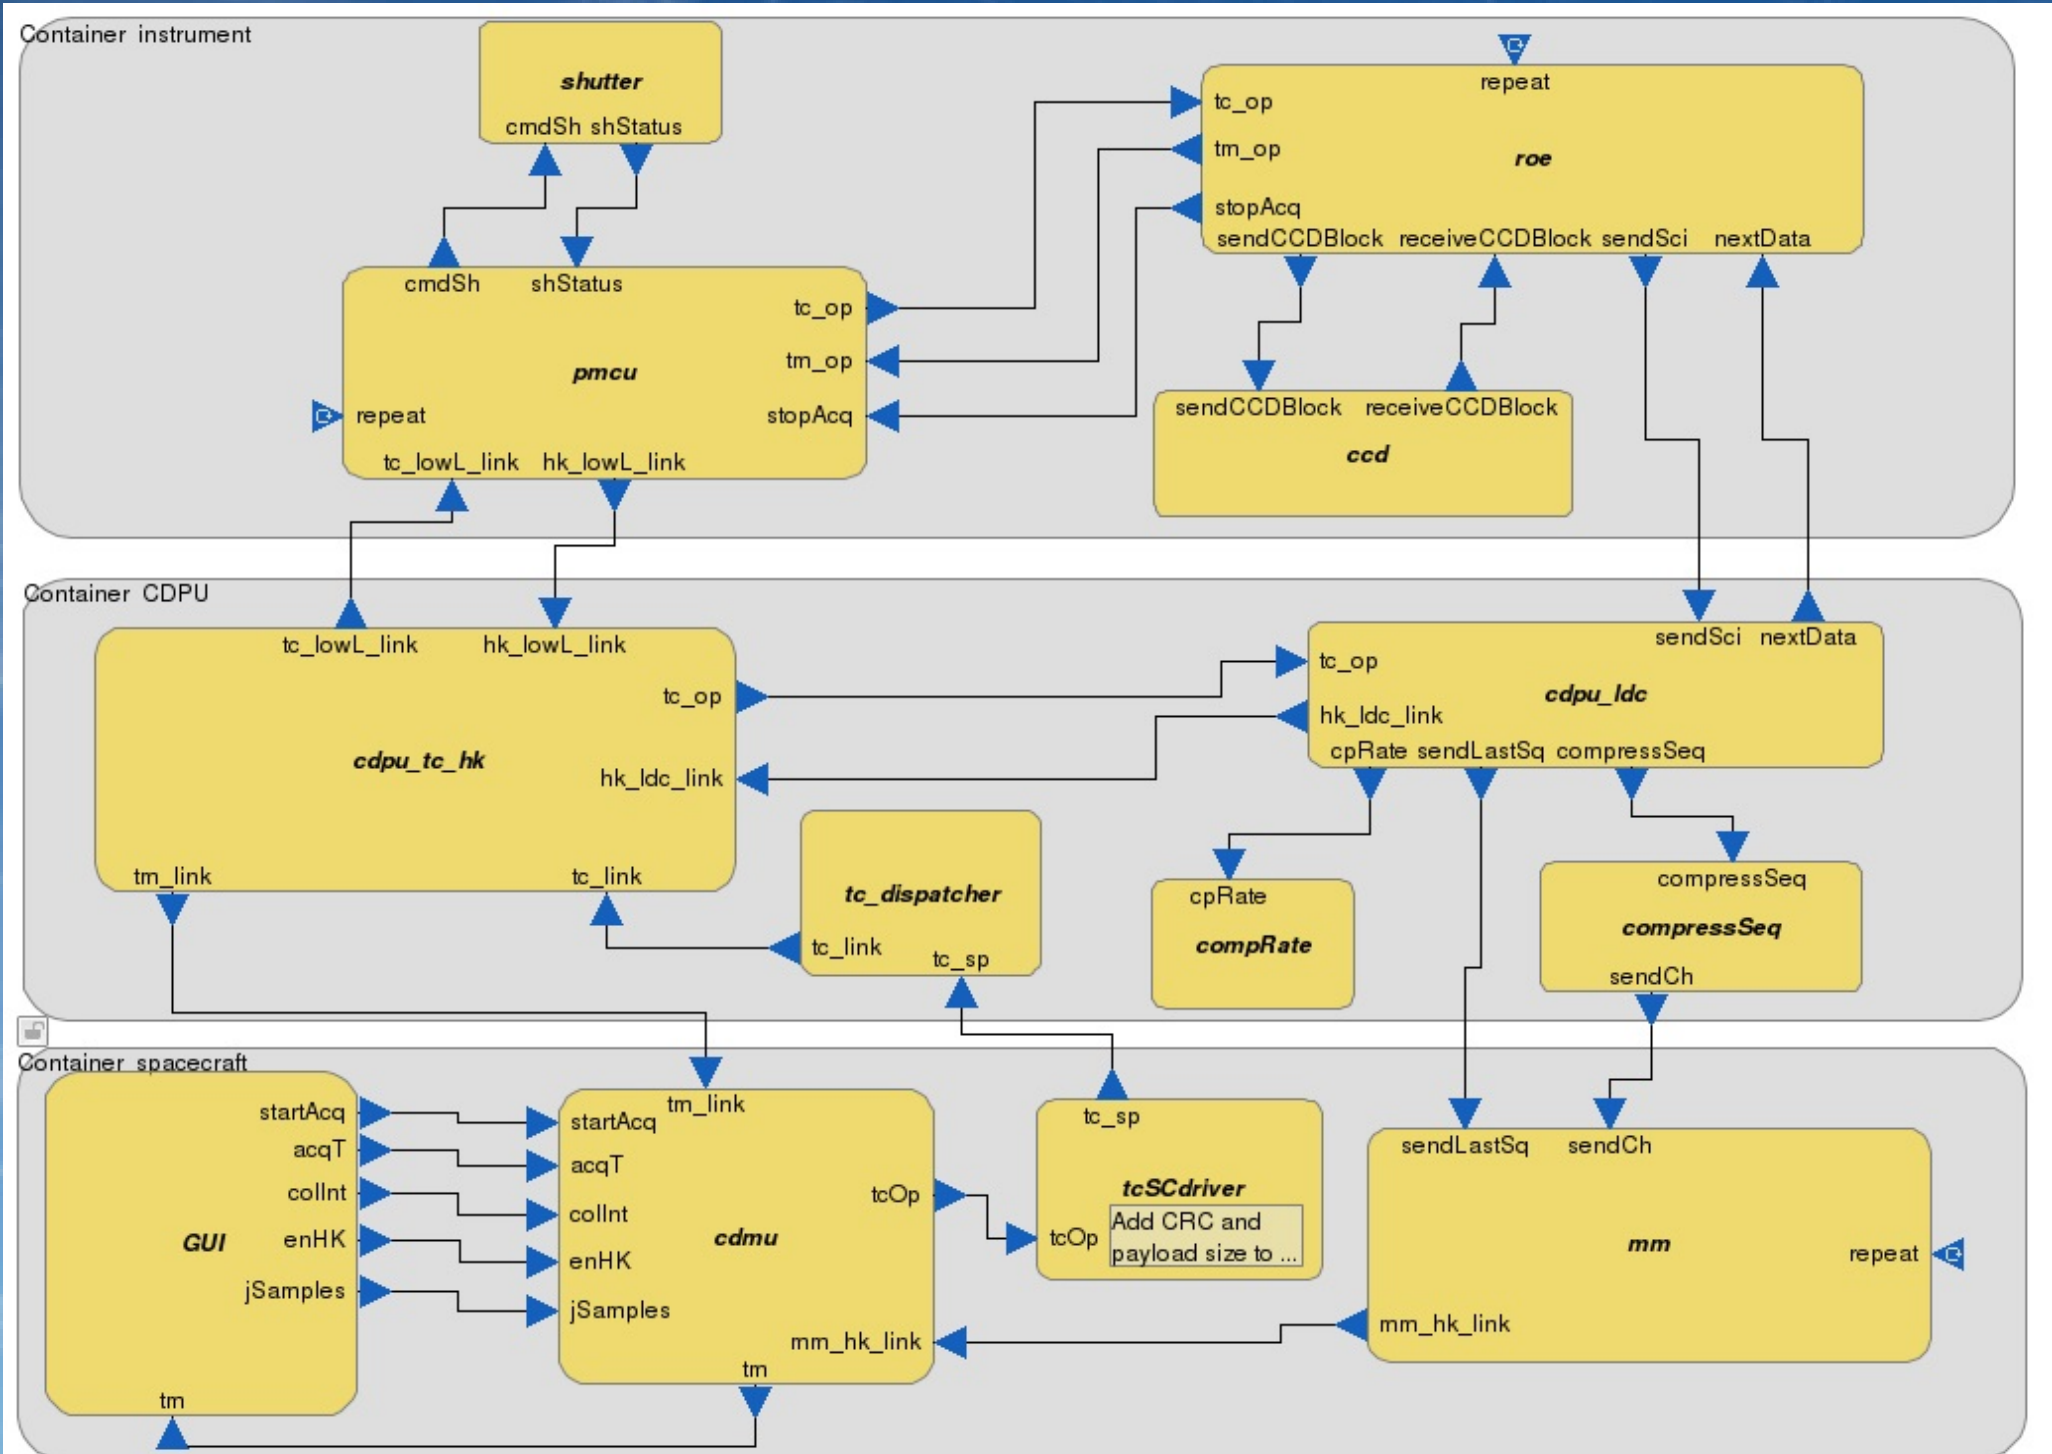 Container instrument
shutter
cmdSh shStatus
repeat
tc_op
tm_op
roe
stopAcq
sendCCDBlock receiveCCDBlock sendSci nextData
cmdSh shStatus
tc_op
tm_op
pmcu
repeat
stopAcq
tc_lowL_link hk_lowL_link
sendCCDBlock receiveCCDBlock
ccd
Container CDPU
tc_lowL_link hk_lowL_link
tc_op
cdpu_tc_hk
hk_ldc_link
tm_link tc_link
sendSci nextData
tc_op
cdpu_ldc
hk_ldc_link
cpRate sendLastSq compressSeq
tc_dispatcher
tc_link
tc_sp
cpRate
compRate
compressSeq
compressSeq
sendCh
Container spacecraft
startAcq
acqT
colInt
GUI
enHK
jSamples
tm
tm_link
startAcq
acqT
tcOp
colInt
cdmu
enHK
jSamples
mm_hk_link
tm
tc_sp
tcSCdriver
tcOp
Add CRC and
payload size to ...
sendLastSq sendCh
mm
repeat
mm_hk_link